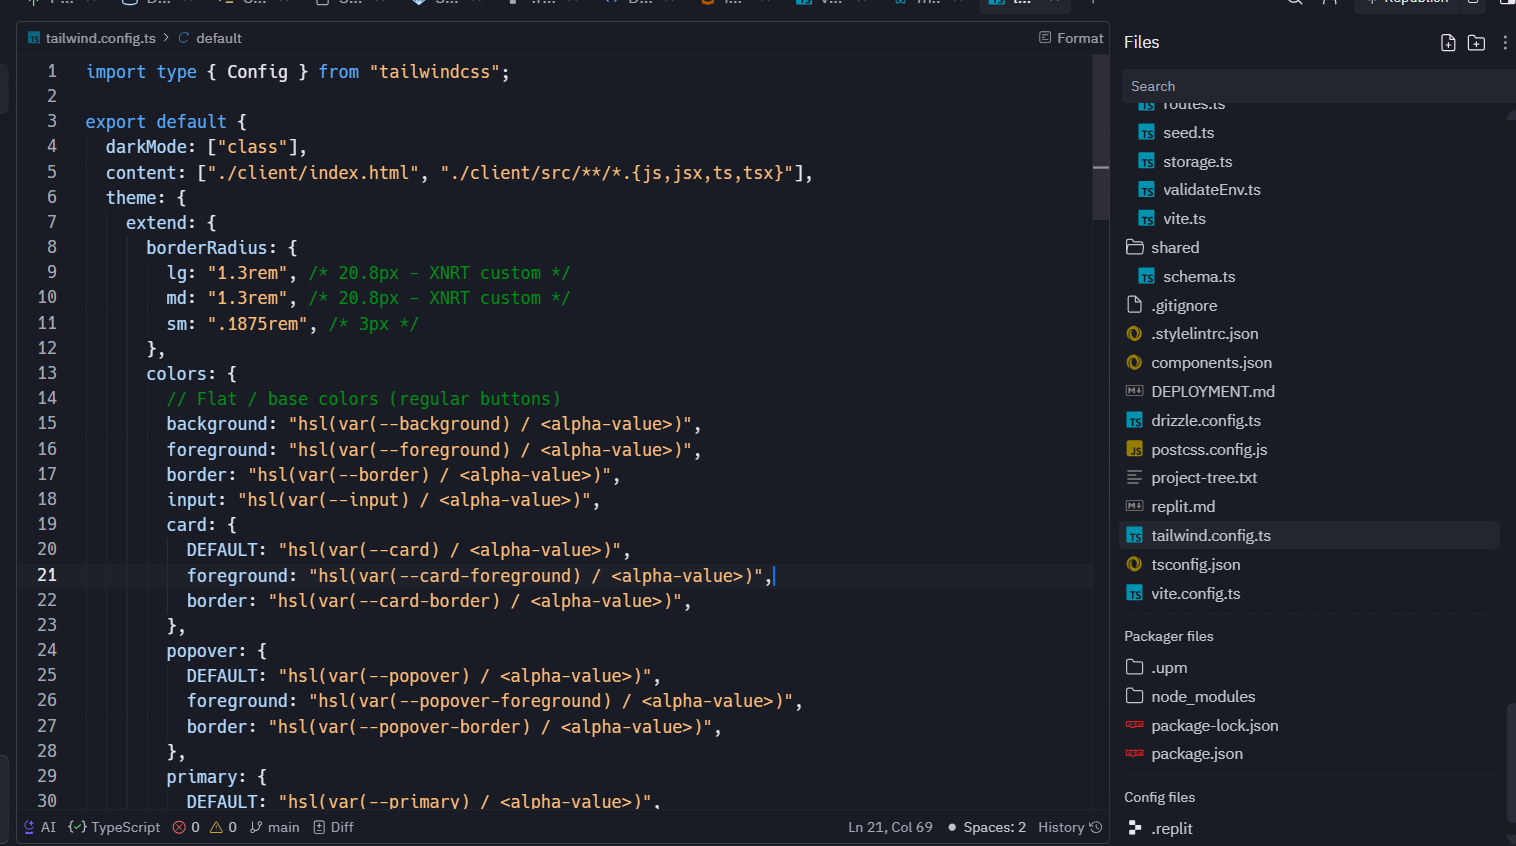 Republish
tailwind.config.ts > default
Format
1 import type { Config } from "tailwindcss";
2
3 export default {
4 darkMode: ["class"],
5 content: ["./client/index.html", "./client/src/**/*.{js,jsx,ts,tsx}"],
6 theme: {
7 extend: {
8 borderRadius: {
9 lg: "1.3rem", /* 20.8px - XNRT custom */
10 md: "1.3rem", /* 20.8px - XNRT custom */
11 sm: ".1875rem", /* 3px */
12 },
13 colors: {
14 // Flat / base colors (regular buttons)
15 background: "hsl(var(--background) / <alpha-value>)",
16 foreground: "hsl(var(--foreground) / <alpha-value>)",
17 border: "hsl(var(--border) / <alpha-value>)",
18 input: "hsl(var(--input) / <alpha-value>)",
19 card: {
20 DEFAULT: "hsl(var(--card) / <alpha-value>)",
21 foreground: "hsl(var(--card-foreground) / <alpha-value>)",
22 border: "hsl(var(--card-border) / <alpha-value>)",
23 },
24 popover: {
25 DEFAULT: "hsl(var(--popover) / <alpha-value>)",
26 foreground: "hsl(var(--popover-foreground) / <alpha-value>)",
27 border: "hsl(var(--popover-border) / <alpha-value>)",
28 },
29 primary: {
30 DEFAULT: "hsl(var(--primary) / <alpha-value>)",
AI {✓} TypeScript 0 0 main Diff
Ln 21, Col 69 • Spaces: 2 History
Files
Search
routes.ts
TS seed.ts
TS storage.ts
TS validateEnv.ts
TS vite.ts
shared
TS schema.ts
.gitignore
.stylelintrc.json
components.json
DEPLOYMENT.md
TS drizzle.config.ts
JS postcss.config.js
project-tree.txt
replit.md
TS tailwind.config.ts
tsconfig.json
TS vite.config.ts
Packager files
.upm
node_modules
package-lock.json
package.json
Config files
.replit